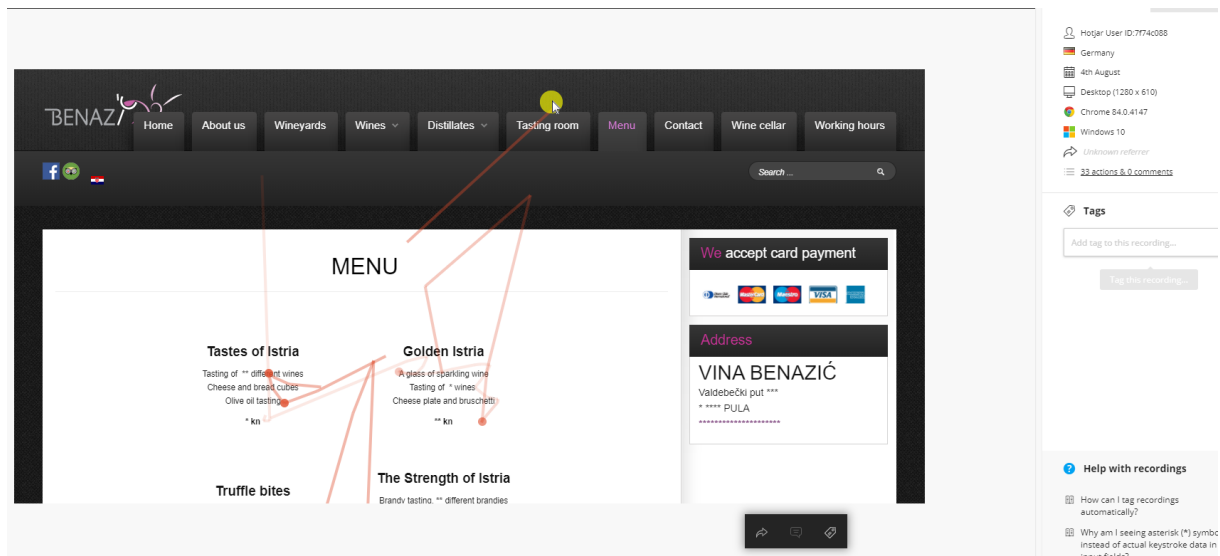 BENAZ
Home
About us
Wineyards
Wines
Distillates
Tasting room
Menu
Contact
Wine cellar
Working hours
Search ...
MENU
Tastes of Istria
Tasting of ** different wines
Cheese and bread cubes
Olive oil tasting
* kn
Golden Istria
A glass of sparkling wine
Tasting of * wines
Cheese plate and bruschetti
** kn
Truffle bites
The Strength of Istria
Brandy tasting, ** different brandies
We accept card payment
MasterCard
Maestro
VISA
Address
VINA BENAZIĆ
Valdebečki put ***
* **** PULA
*********************
Hotjar User ID:7f74c088
Germany
4th August
Desktop (1280 x 610)
Chrome 84.0.4147
Windows 10
Unknown referrer
33 actions & 0 comments
Tags
Add tag to this recording...
Tag this recording...
Help with recordings
How can I tag recordings
automatically?
Why am I seeing asterisk (*) symbo
instead of actual keystroke data in